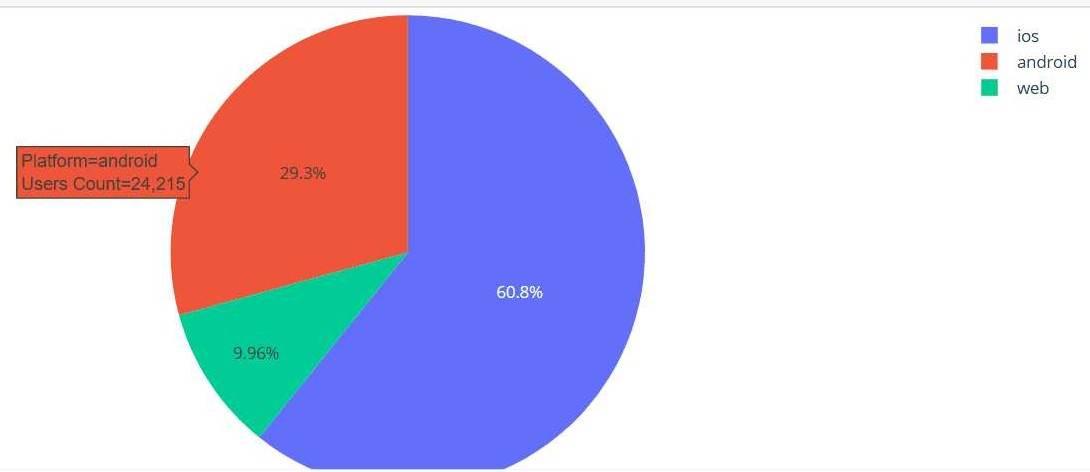 ios
android
web
Platform=android
Users Count=24,215
29.3%
60.8%
9.96%